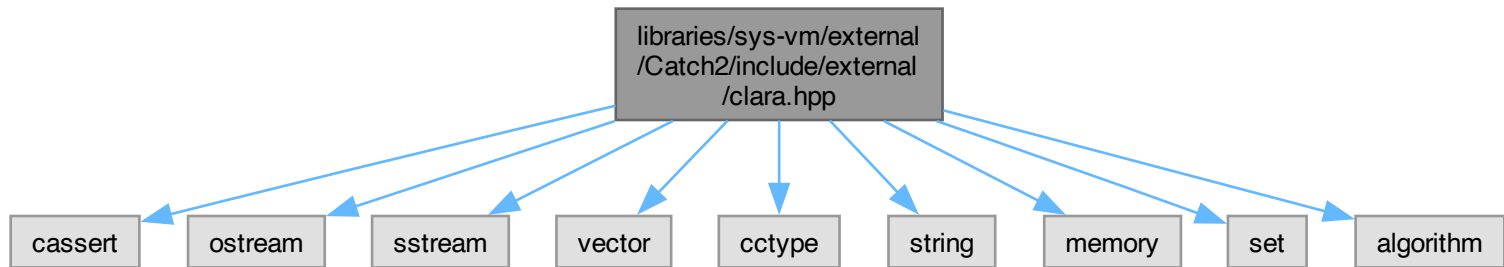 libraries/sys-vm/external
/Catch2/include/external
/clara.hpp
cassert
ostream
sstream
vector
cctype
string
memory
set
algorithm